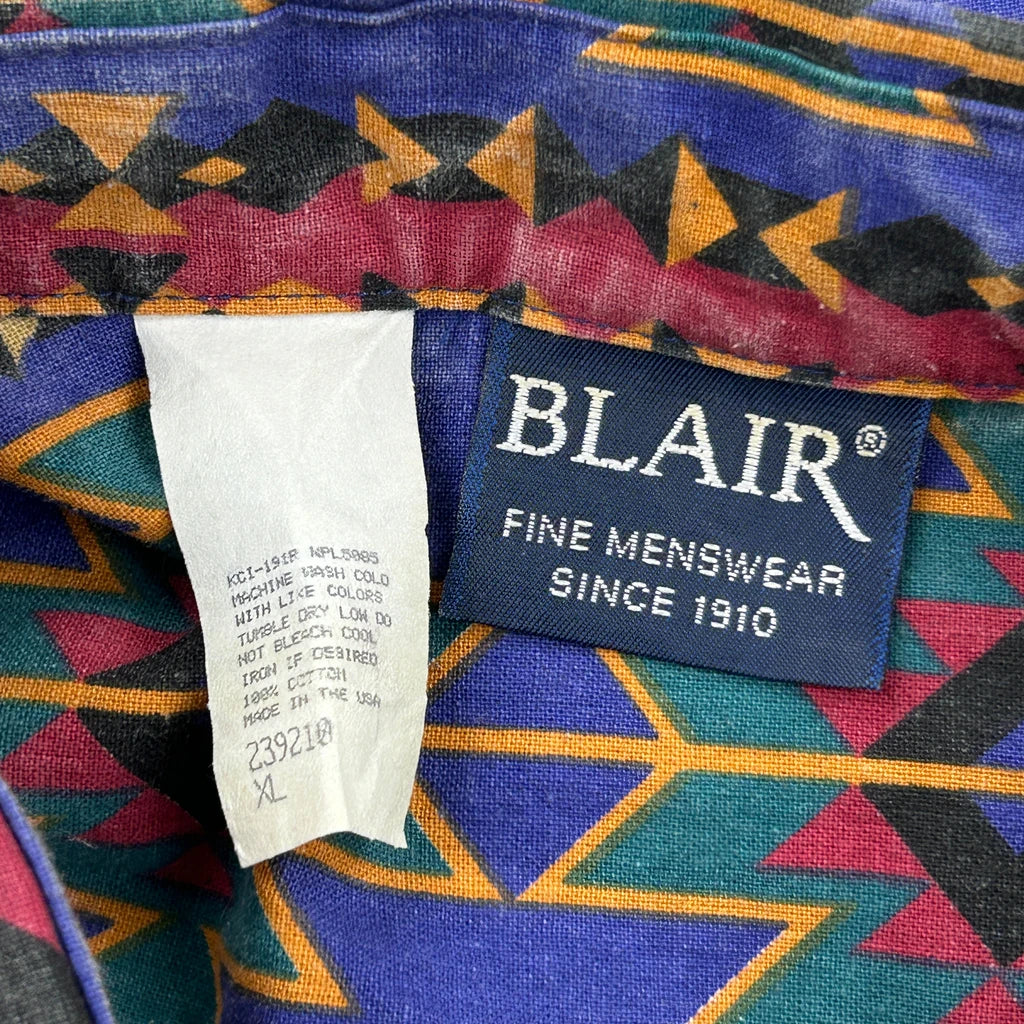 KCI-191R NPL5005
MACHINE WASH COLD
WITH LIKE COLORS
TUMBLE DRY LOW DO
NOT BLEACH COOL
IRON IF DESIRED
100% COTTON
MADE IN THE USA
239210
XL
BLAIR®
FINE MENSWEAR
SINCE 1910